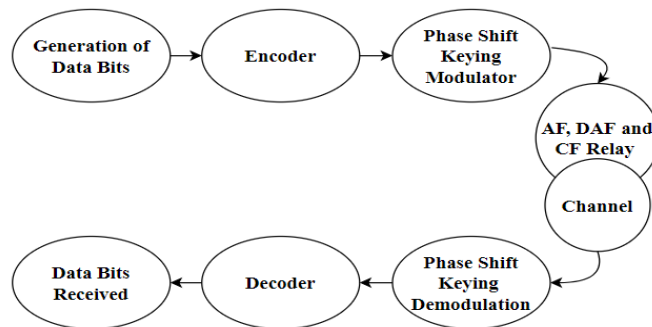 Generation of
Data Bits
Encoder
Phase Shift
Keying
Modulator
AF, DAF and
CF Relay
Channel
Phase Shift
Keying
Demodulation
Decoder
Data Bits
Received